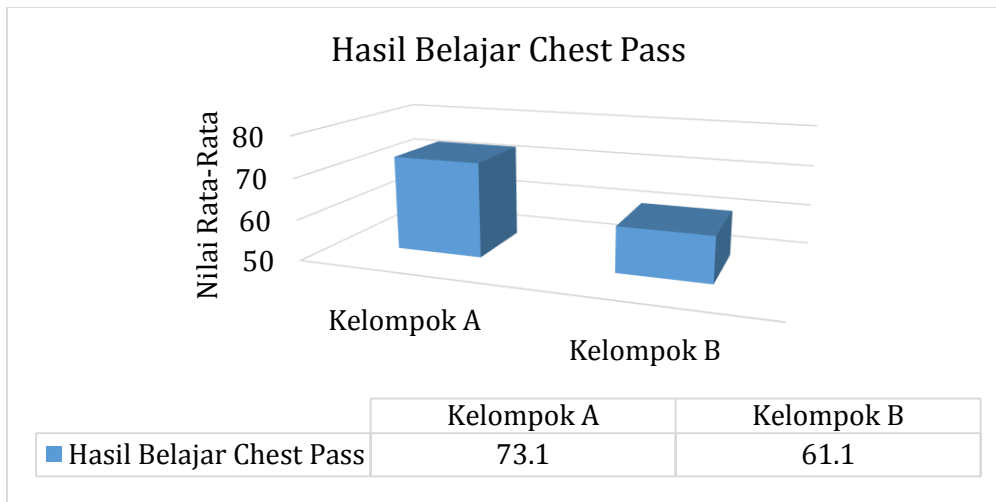 Hasil Belajar Chest Pass
Nilai Rata-Rata
80
70
60
50
Kelompok A
Kelompok B
Kelompok A Kelompok B
Hasil Belajar Chest Pass 73.1 61.1